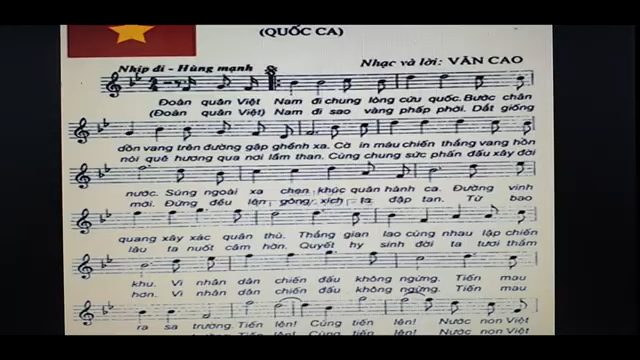 (QUỐC CA)
Nhịp đi - Hùng mạnh
Nhạc và lời: VĂN CAO
Đoàn quân Việt Nam đi chung lòng cứu quốc. Bước chân
(Đoàn quân Việt) Nam đi sao vàng phấp phới. Dắt giống
dồn vang trên đường gập ghềnh xa. Cờ in máu chiến thắng vang hồn
nòi quê hương qua nơi lầm than. Cùng chung sức phấn đấu xây đời
nước. Súng ngoài xa chen khúc quân hành ca. Đường vinh
mới. Đứng đều lên gông xích ta đập tan. Từ bao
quang xây xác quân thù. Thắng gian lao cùng nhau lập chiến
lâu ta nuốt căm hờn. Quyết hy sinh đời ta tươi thắm
khu. Vì nhân dân chiến đấu không ngừng. Tiến mau
hơn. Vì nhân dân chiến đấu không ngừng. Tiến mau
ra sa trường. Tiến lên! Cùng tiến lên! Nước non Việt